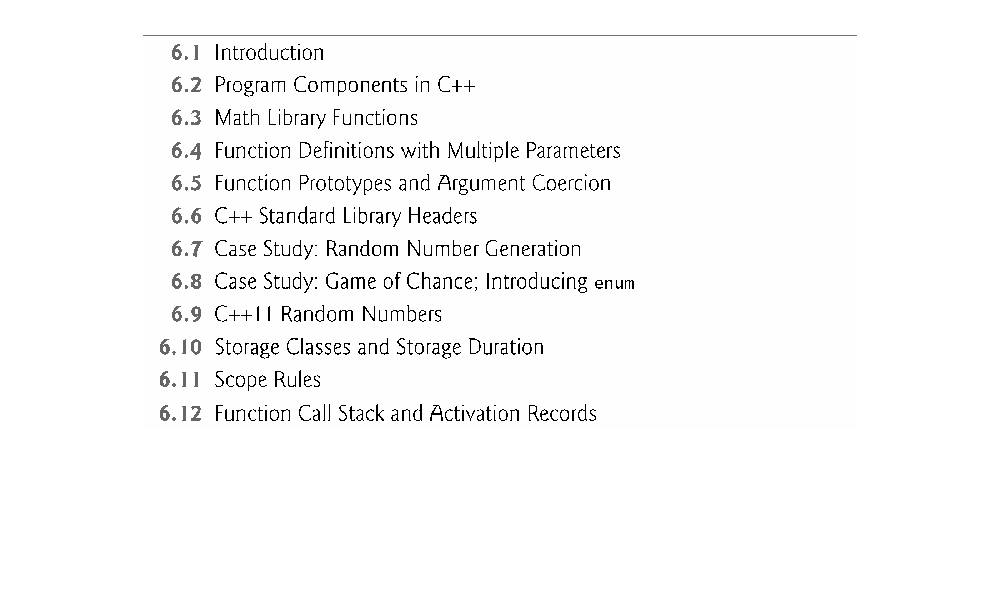 6.1 Introduction
6.2 Program Components in C++
6.3 Math Library Functions
6.4 Function Definitions with Multiple Parameters
6.5 Function Prototypes and Argument Coercion
6.6 C++ Standard Library Headers
6.7 Case Study: Random Number Generation
6.8 Case Study: Game of Chance; Introducing enum
6.9 C++11 Random Numbers
6.10 Storage Classes and Storage Duration
6.11 Scope Rules
6.12 Function Call Stack and Activation Records